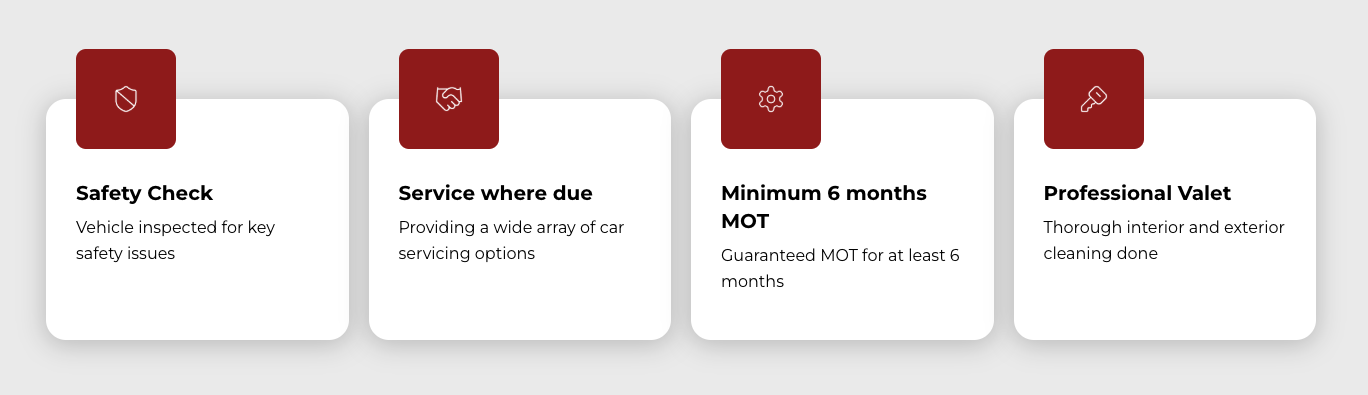 Safety Check
Vehicle inspected for key
safety issues
Service where due
Providing a wide array of car
servicing options
Minimum 6 months
MOT
Guaranteed MOT for at least 6
months
Professional Valet
Thorough interior and exterior
cleaning done